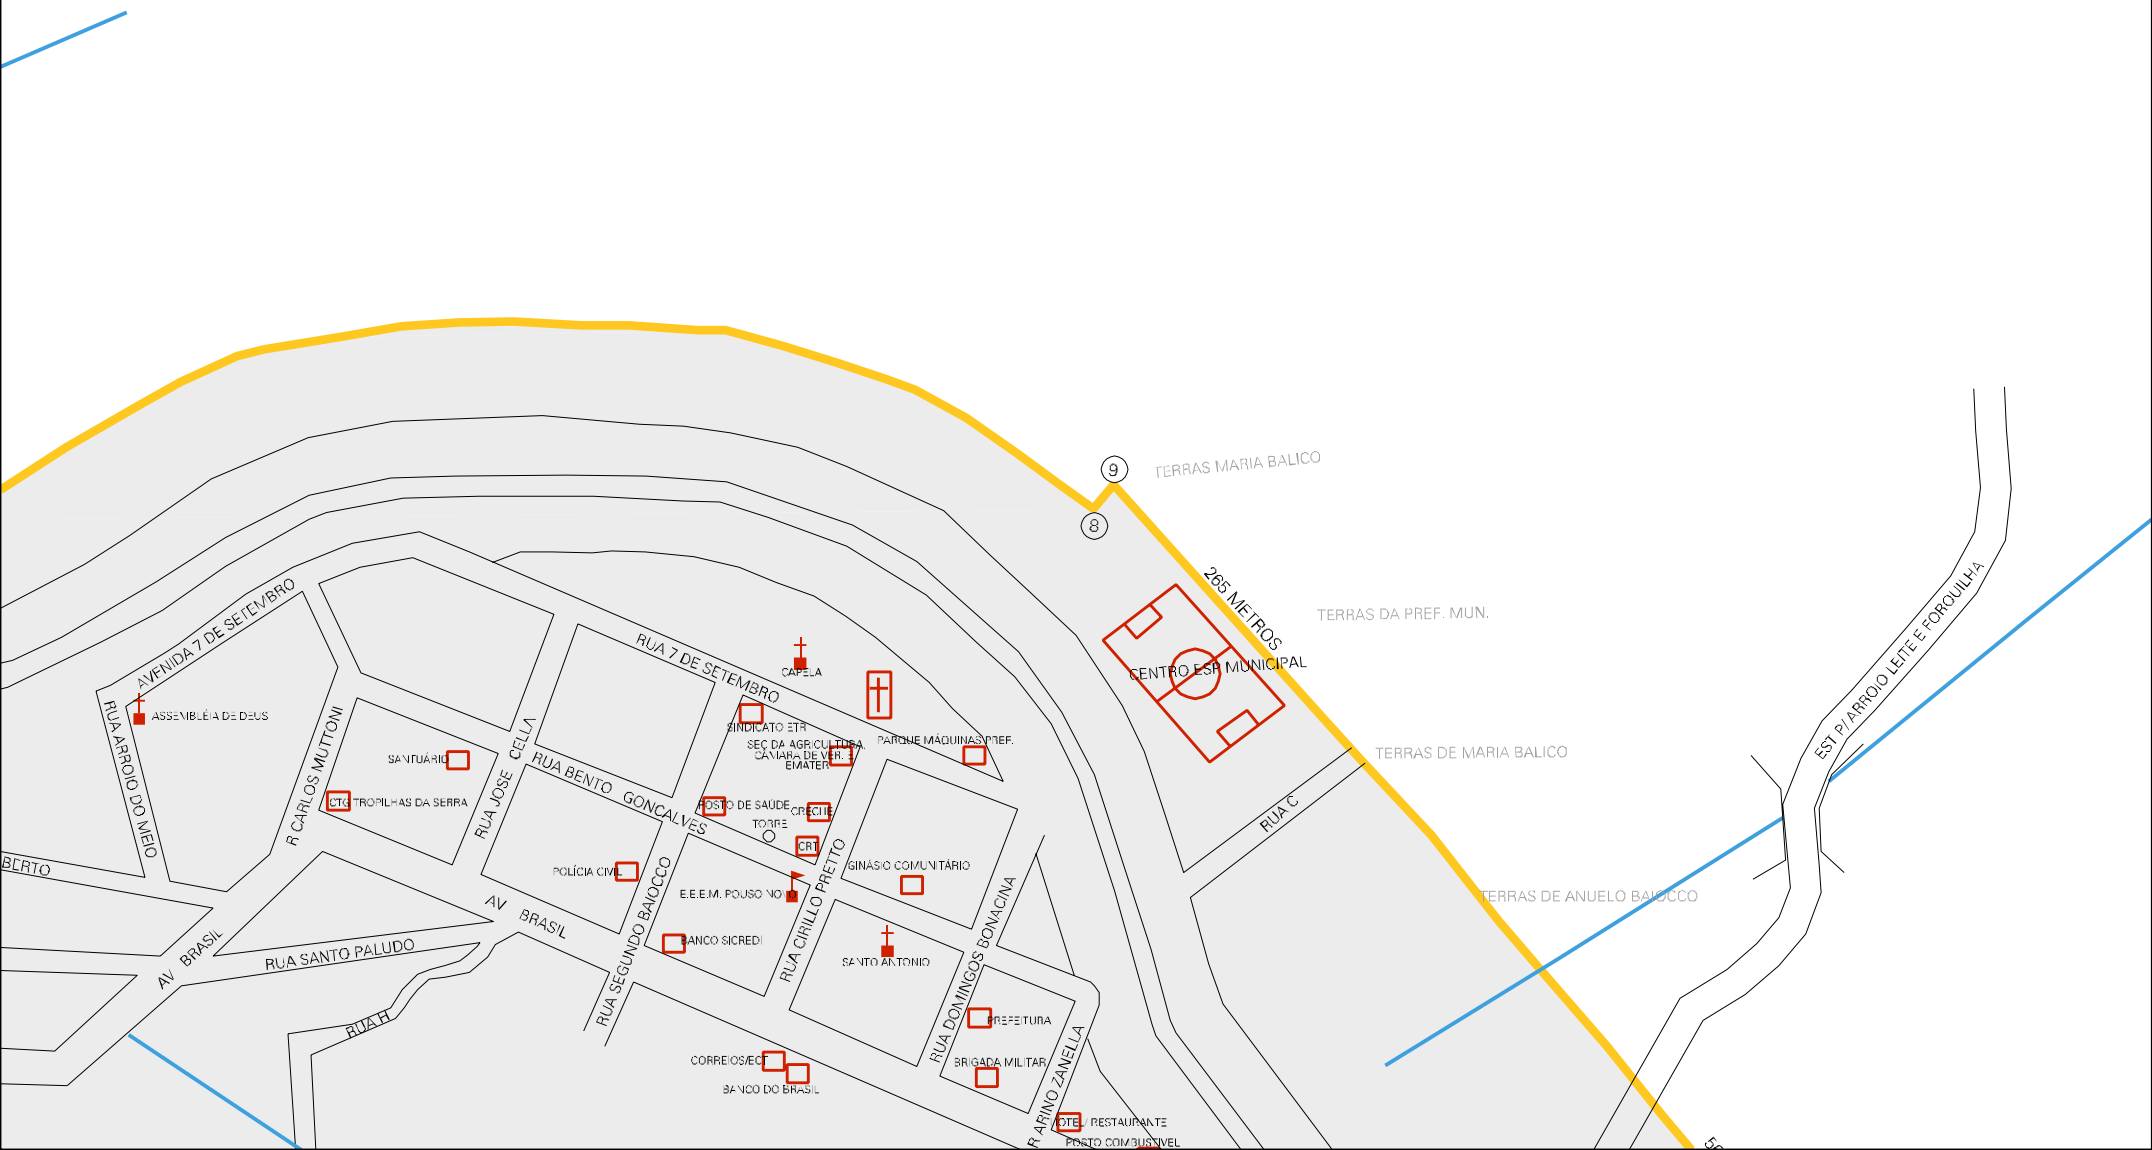 9
TERRAS MARIA BALICO
8
265 METROS
TERRAS DA PREF. MUN.
CENTRO ESP MUNICIPAL
EST P/ ARROIO LEITE E FORQUILHA
AVENIDA 7 DE SETEMBRO
RUA 7 DE SETEMBRO
CAPELA
ASSEMBLÉIA DE DEUS
RUA ARROIO DO MEIO
R CARLOS MUTTONI
RUA JOSE CELLA
SINDICATO ETR
SEC DA AGRICULTURA,
CÂMARA DE VER. E
EMATER
PARQUE MÁQUINAS PREF.
TERRAS DE MARIA BALICO
SANTUÁRIO
RUA BENTO GONCALVES
CTG TROPILHAS DA SERRA
POSTO DE SAÚDE
CRECHE
TORRE
CRT
RUA C
BERTO
POLÍCIA CIVIL
GINÁSIO COMUNITÁRIO
E.E.E.M. POUSO NOVO
TERRAS DE ANUELO BAIOCCO
AV BRASIL
RUA SEGUNDO BAIOCCO
RUA CIRILLO PRETTO
RUA DOMINGOS BONACINA
BANCO SICREDI
SANTO ANTONIO
AV BRASIL
RUA SANTO PALUDO
RUA H
PREFEITURA
CORREIOS/ECT
BANCO DO BRASIL
BRIGADA MILITAR
R ARINO ZANELLA
HOTEL/ RESTAURANTE
POSTO COMBUSTIVEL